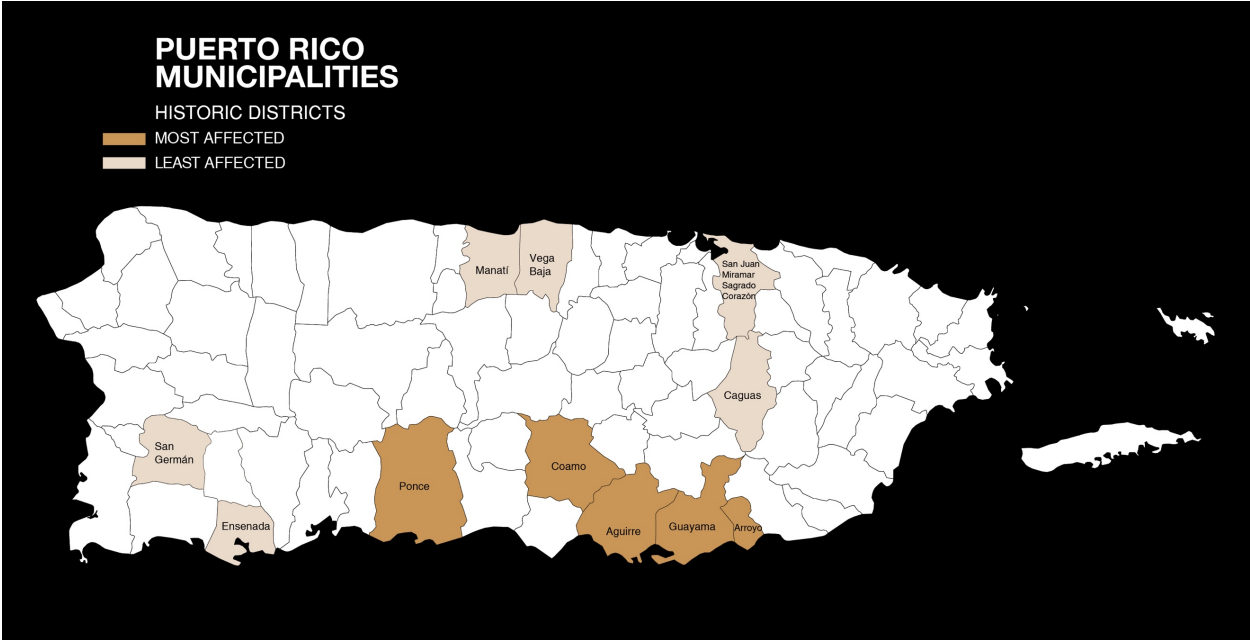 PUERTO RICO
MUNICIPALITIES
HISTORIC DISTRICTS
MOST AFFECTED
LEAST AFFECTED
Manatí
Vega
Baja
San Juan
Miramar
Sagrado
Corazón
Caguas
San
Germán
Coamo
Ponce
Ensenada
Aguirre
Guayama
Arroyo